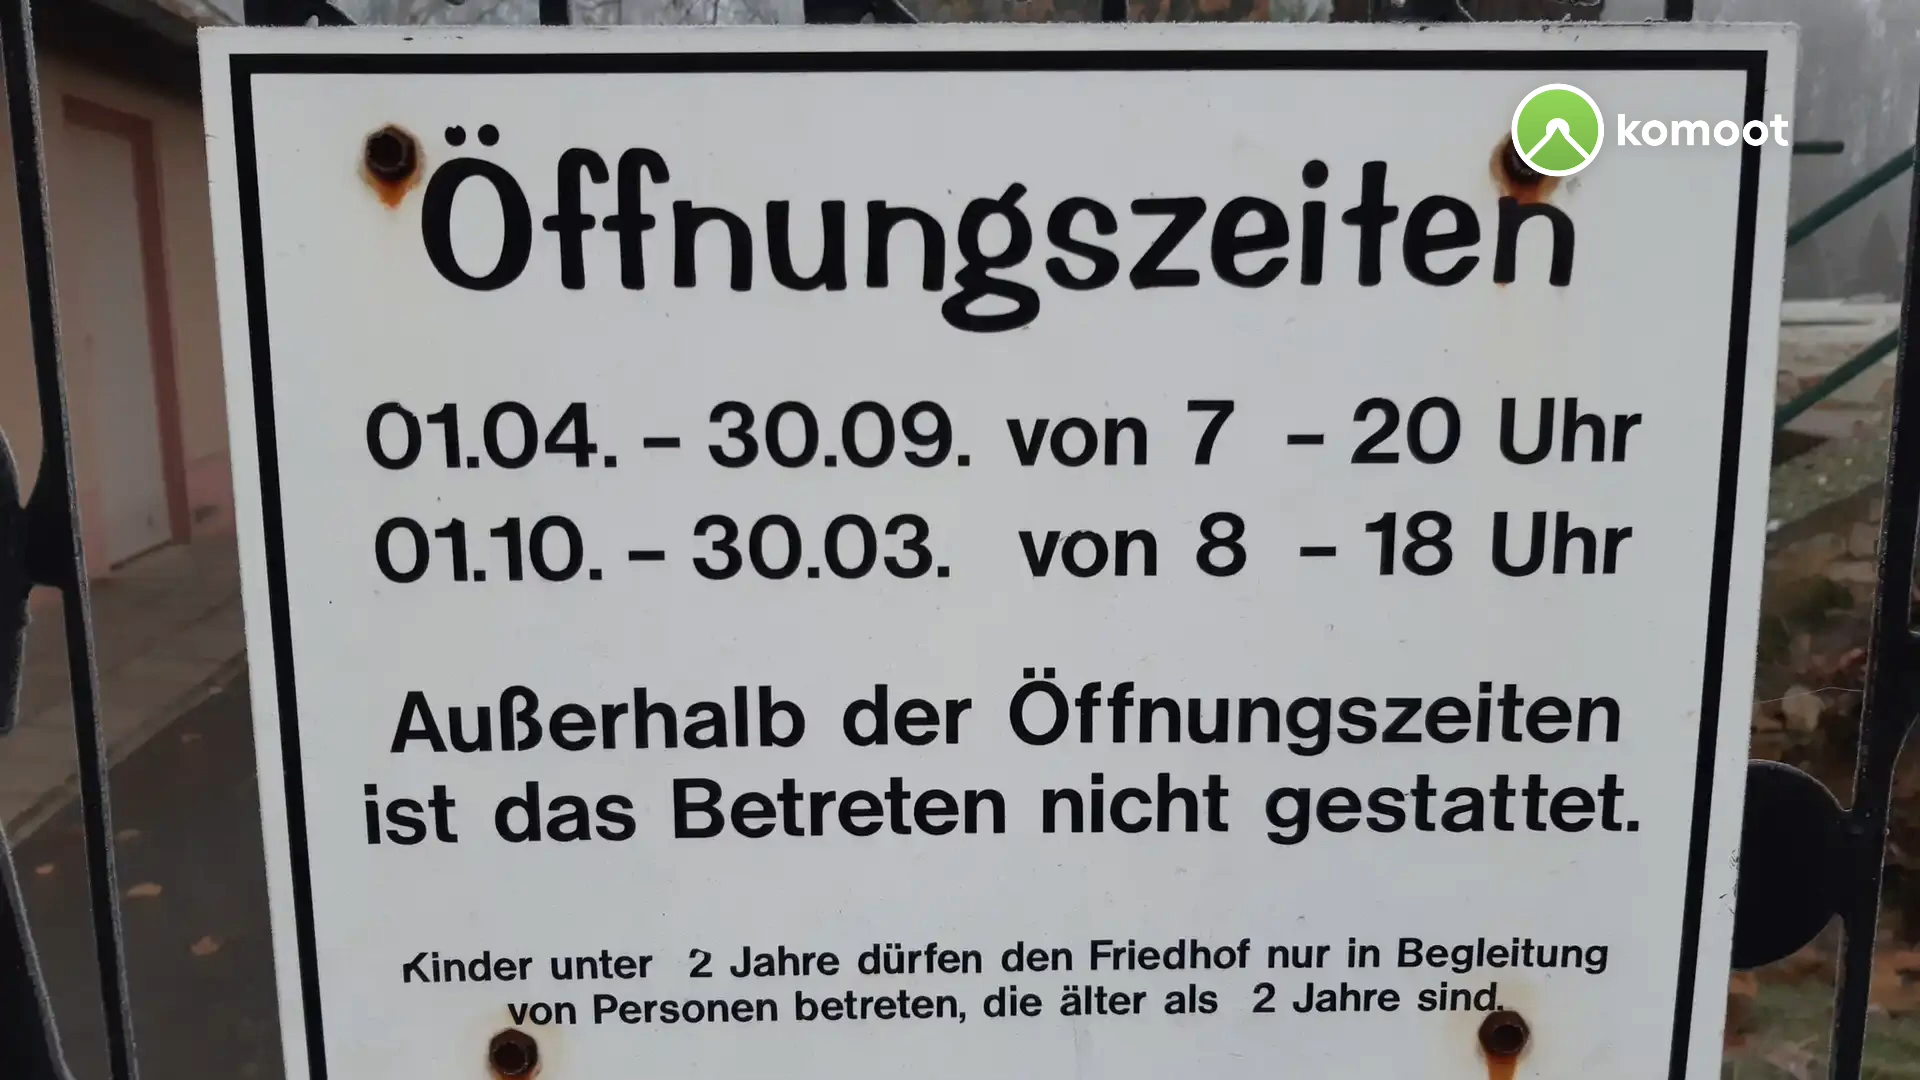 komoot
Öffnungszeiten
01.04. – 30.09. von 7 – 20 Uhr
01.10. – 30.03. von 8 – 18 Uhr
Außerhalb der Öffnungszeiten
ist das Betreten nicht gestattet.
Kinder unter 2 Jahre dürfen den Friedhof nur in Begleitung
von Personen betreten, die älter als 2 Jahre sind.